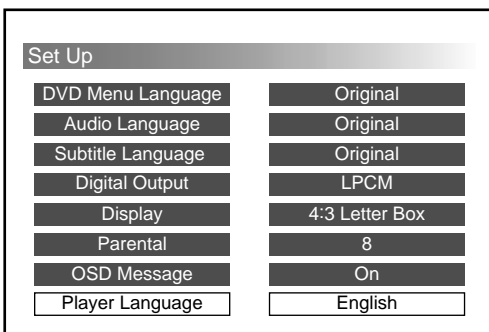 Set Up
DVD Menu Language Original
Audio Language Original
Subtitle Language Original
Digital Output LPCM
Display 4:3 Letter Box
Parental 8
OSD Message On
Player Language English